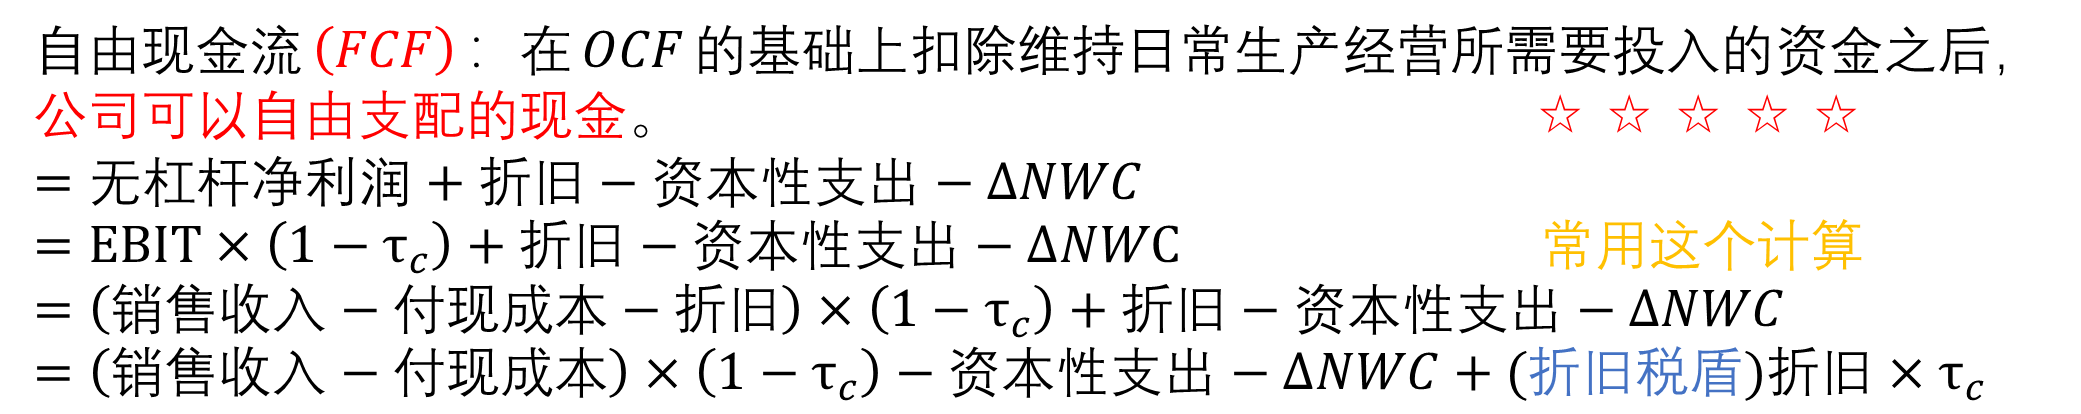 自由现金流(FCF)：在OCF的基础上扣除维持日常生产经营所需要投入的资金之后,
公司可以自由支配的现金。 ☆ ☆ ☆ ☆ ☆
= 无杠杆净利润 + 折旧 − 资本性支出 − ΔNWC
= EBIT × (1 − τc) + 折旧 − 资本性支出 − ΔNWC 常用这个计算
= (销售收入 − 付现成本 − 折旧) × (1 − τc) + 折旧 − 资本性支出 − ΔNWC
= (销售收入 − 付现成本) × (1 − τc) − 资本性支出 − ΔNWC + (折旧税盾)折旧 × τc